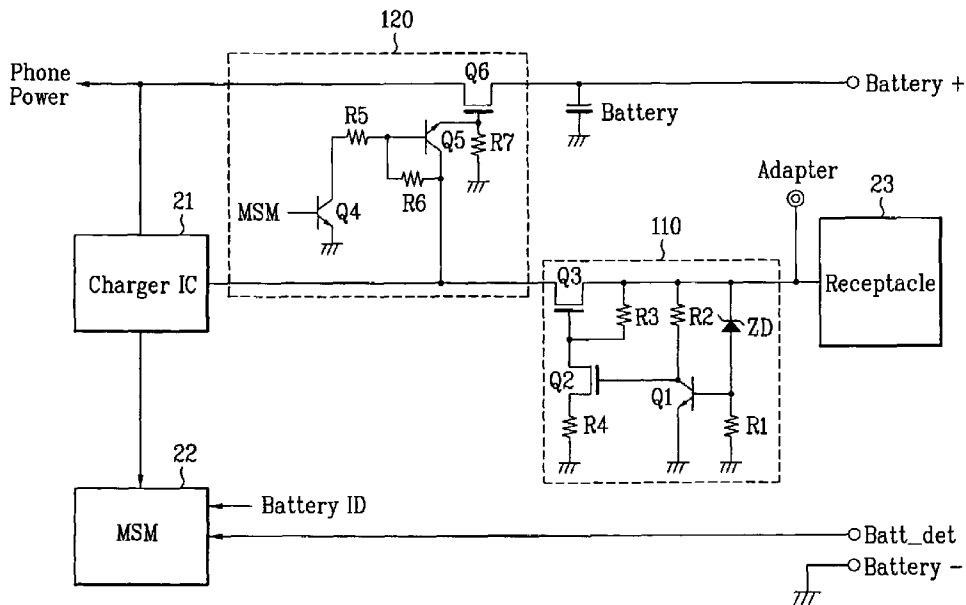 120
Phone
Power
Q6
Battery +
Battery
R5
Q5
R7
R6
MSM
Q4
Adapter
23
Receptacle
21
Charger IC
110
Q3
R3
R2
ZD
Q2
Q1
R4
R1
22
MSM
Battery ID
Batt_det
Battery -